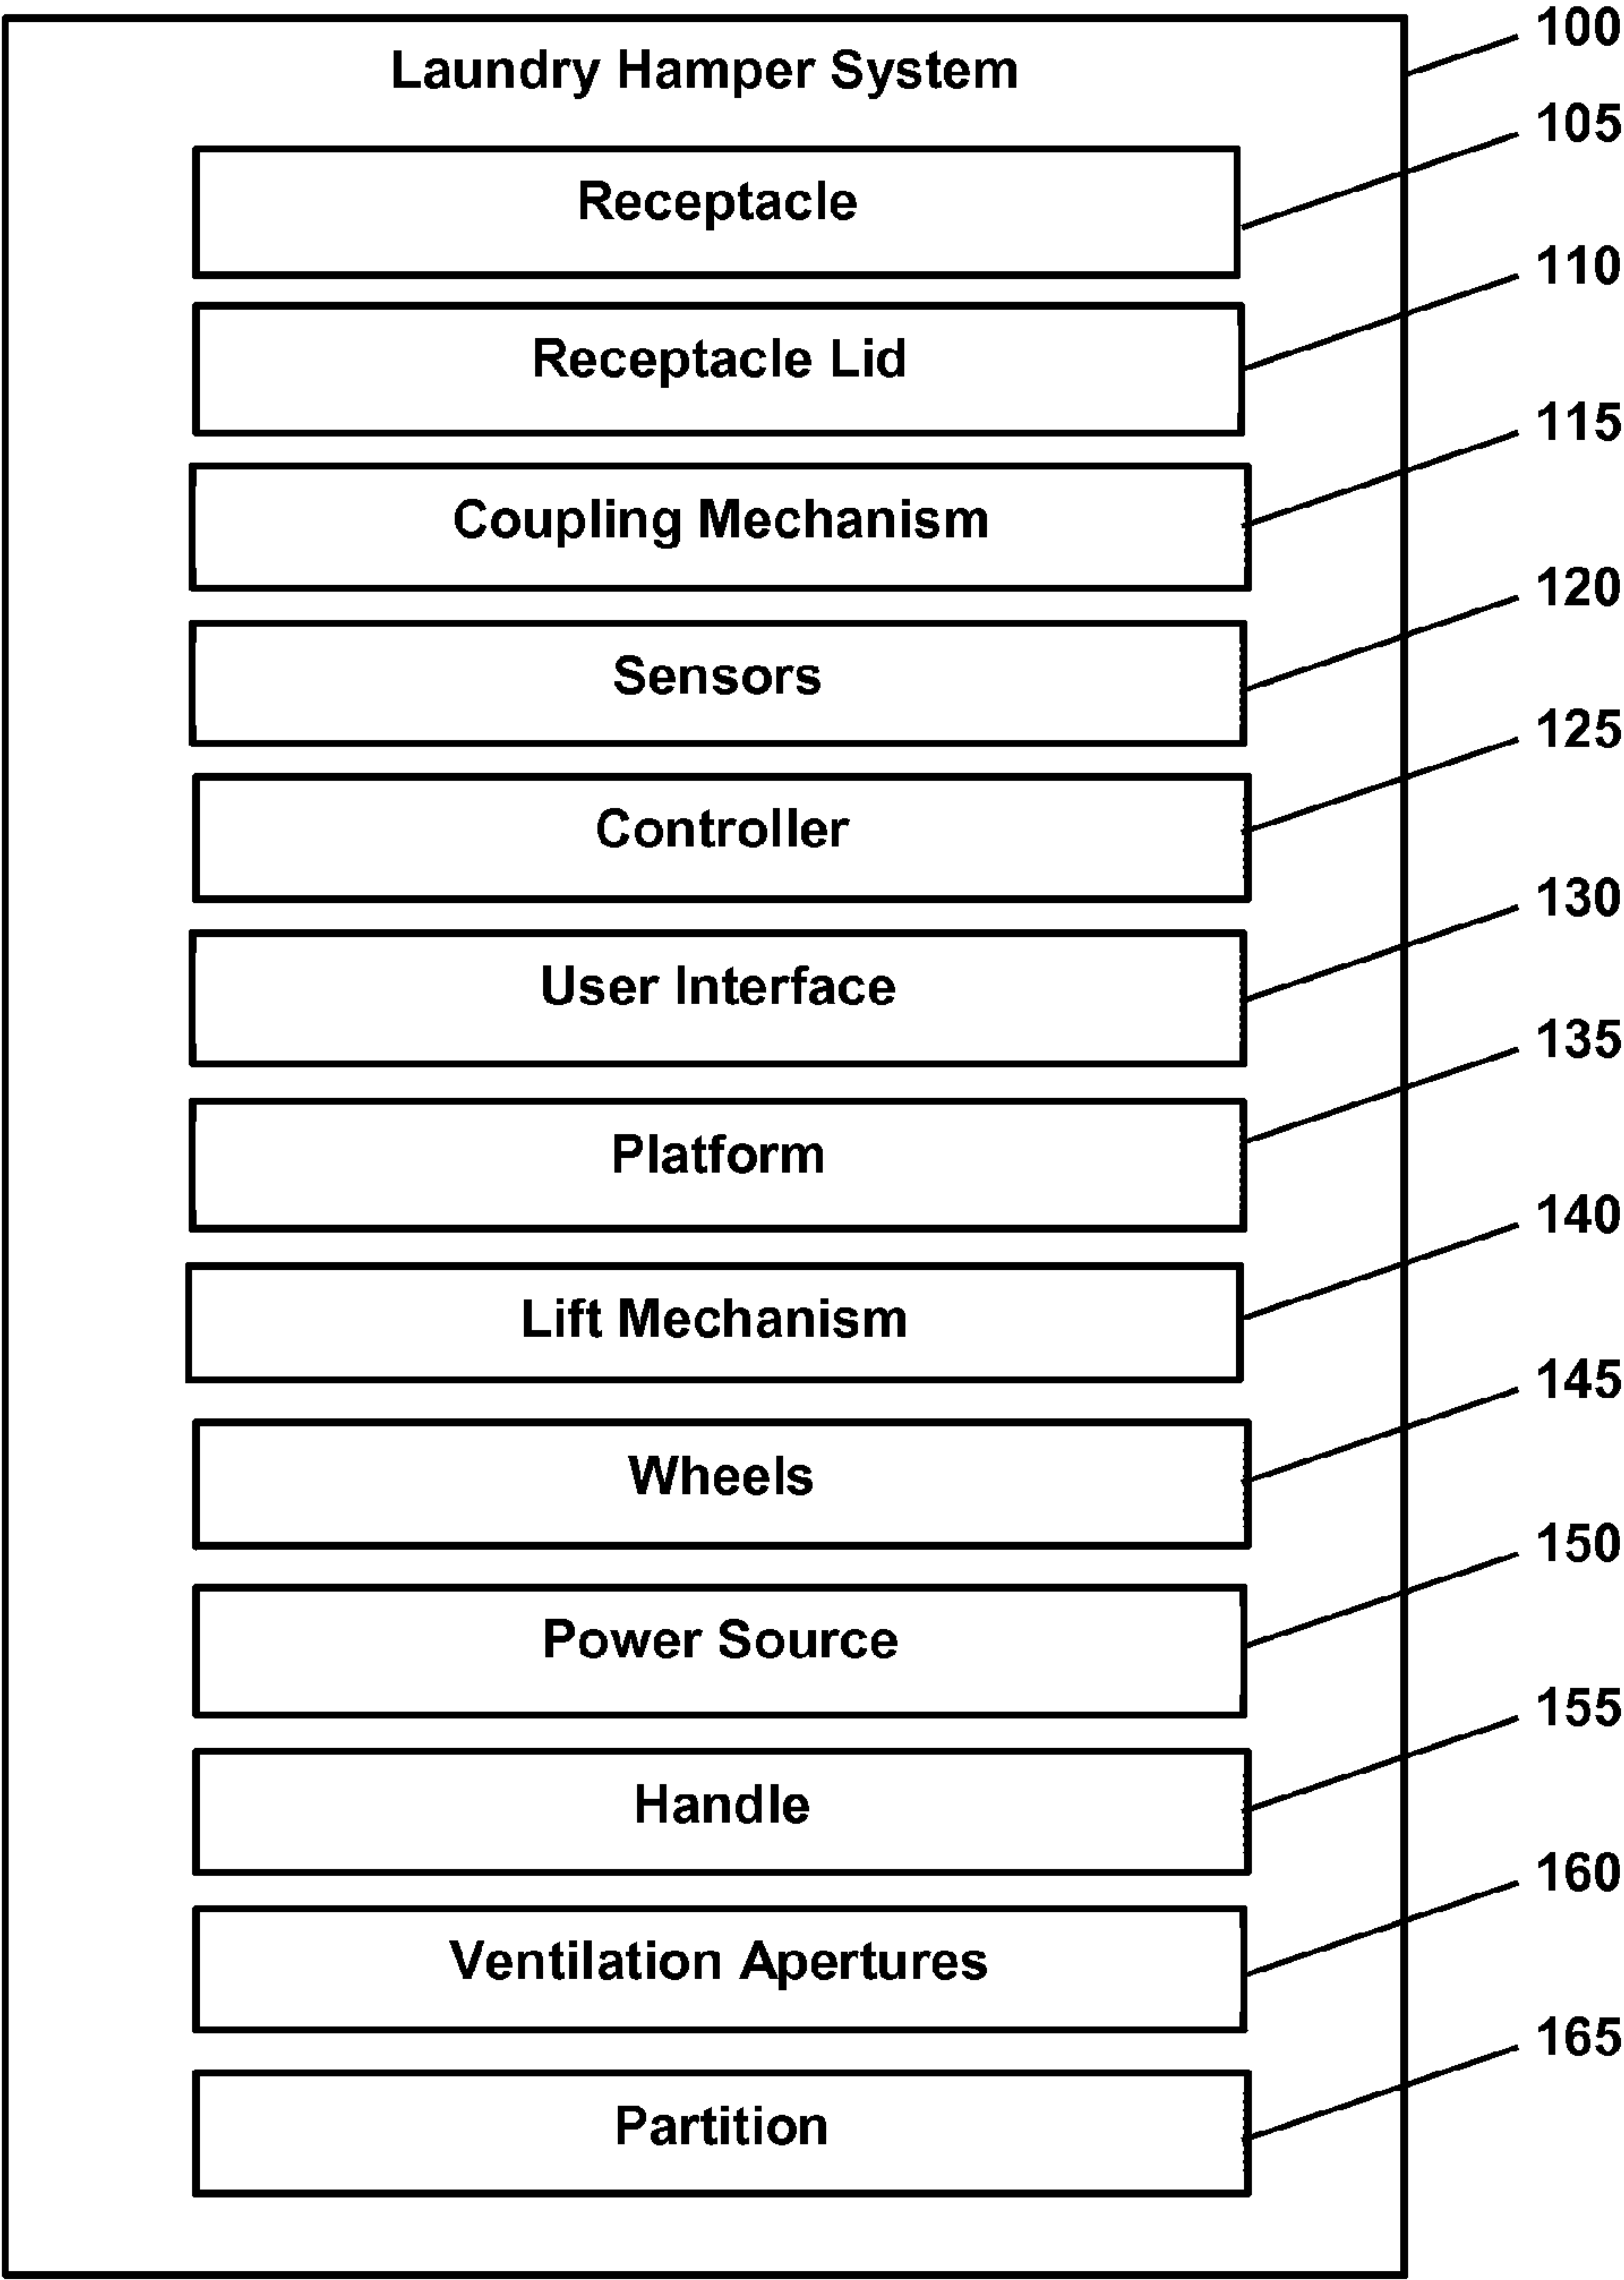 100
Laundry Hamper System
105
Receptacle
110
Receptacle Lid
115
Coupling Mechanism
120
Sensors
125
Controller
130
User Interface
135
Platform
140
Lift Mechanism
145
Wheels
150
Power Source
155
Handle
160
Ventilation Apertures
165
Partition